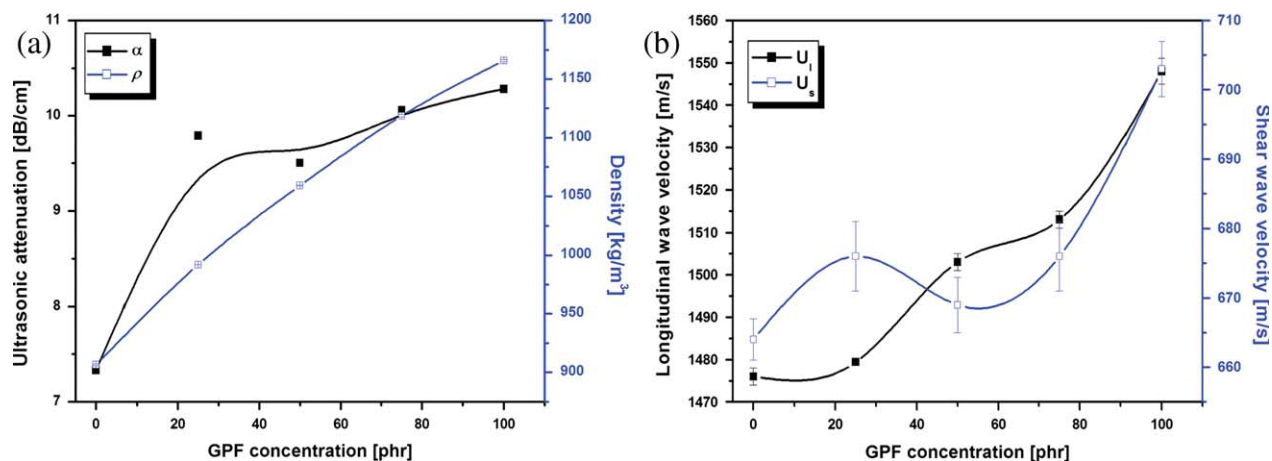 (a)
α
ρ
Ultrasonic attenuation [dB/cm]
11
10
9
8
7
0 20 40 60 80 100
GPF concentration [phr]
1200
1150
1100
1050
1000
950
900
Density [kg/m³]
(b)
U_l
U_s
Longitudinal wave velocity [m/s]
1560
1550
1540
1530
1520
1510
1500
1490
1480
1470
0 20 40 60 80 100
GPF concentration [phr]
710
700
690
680
670
660
Shear wave velocity [m/s]